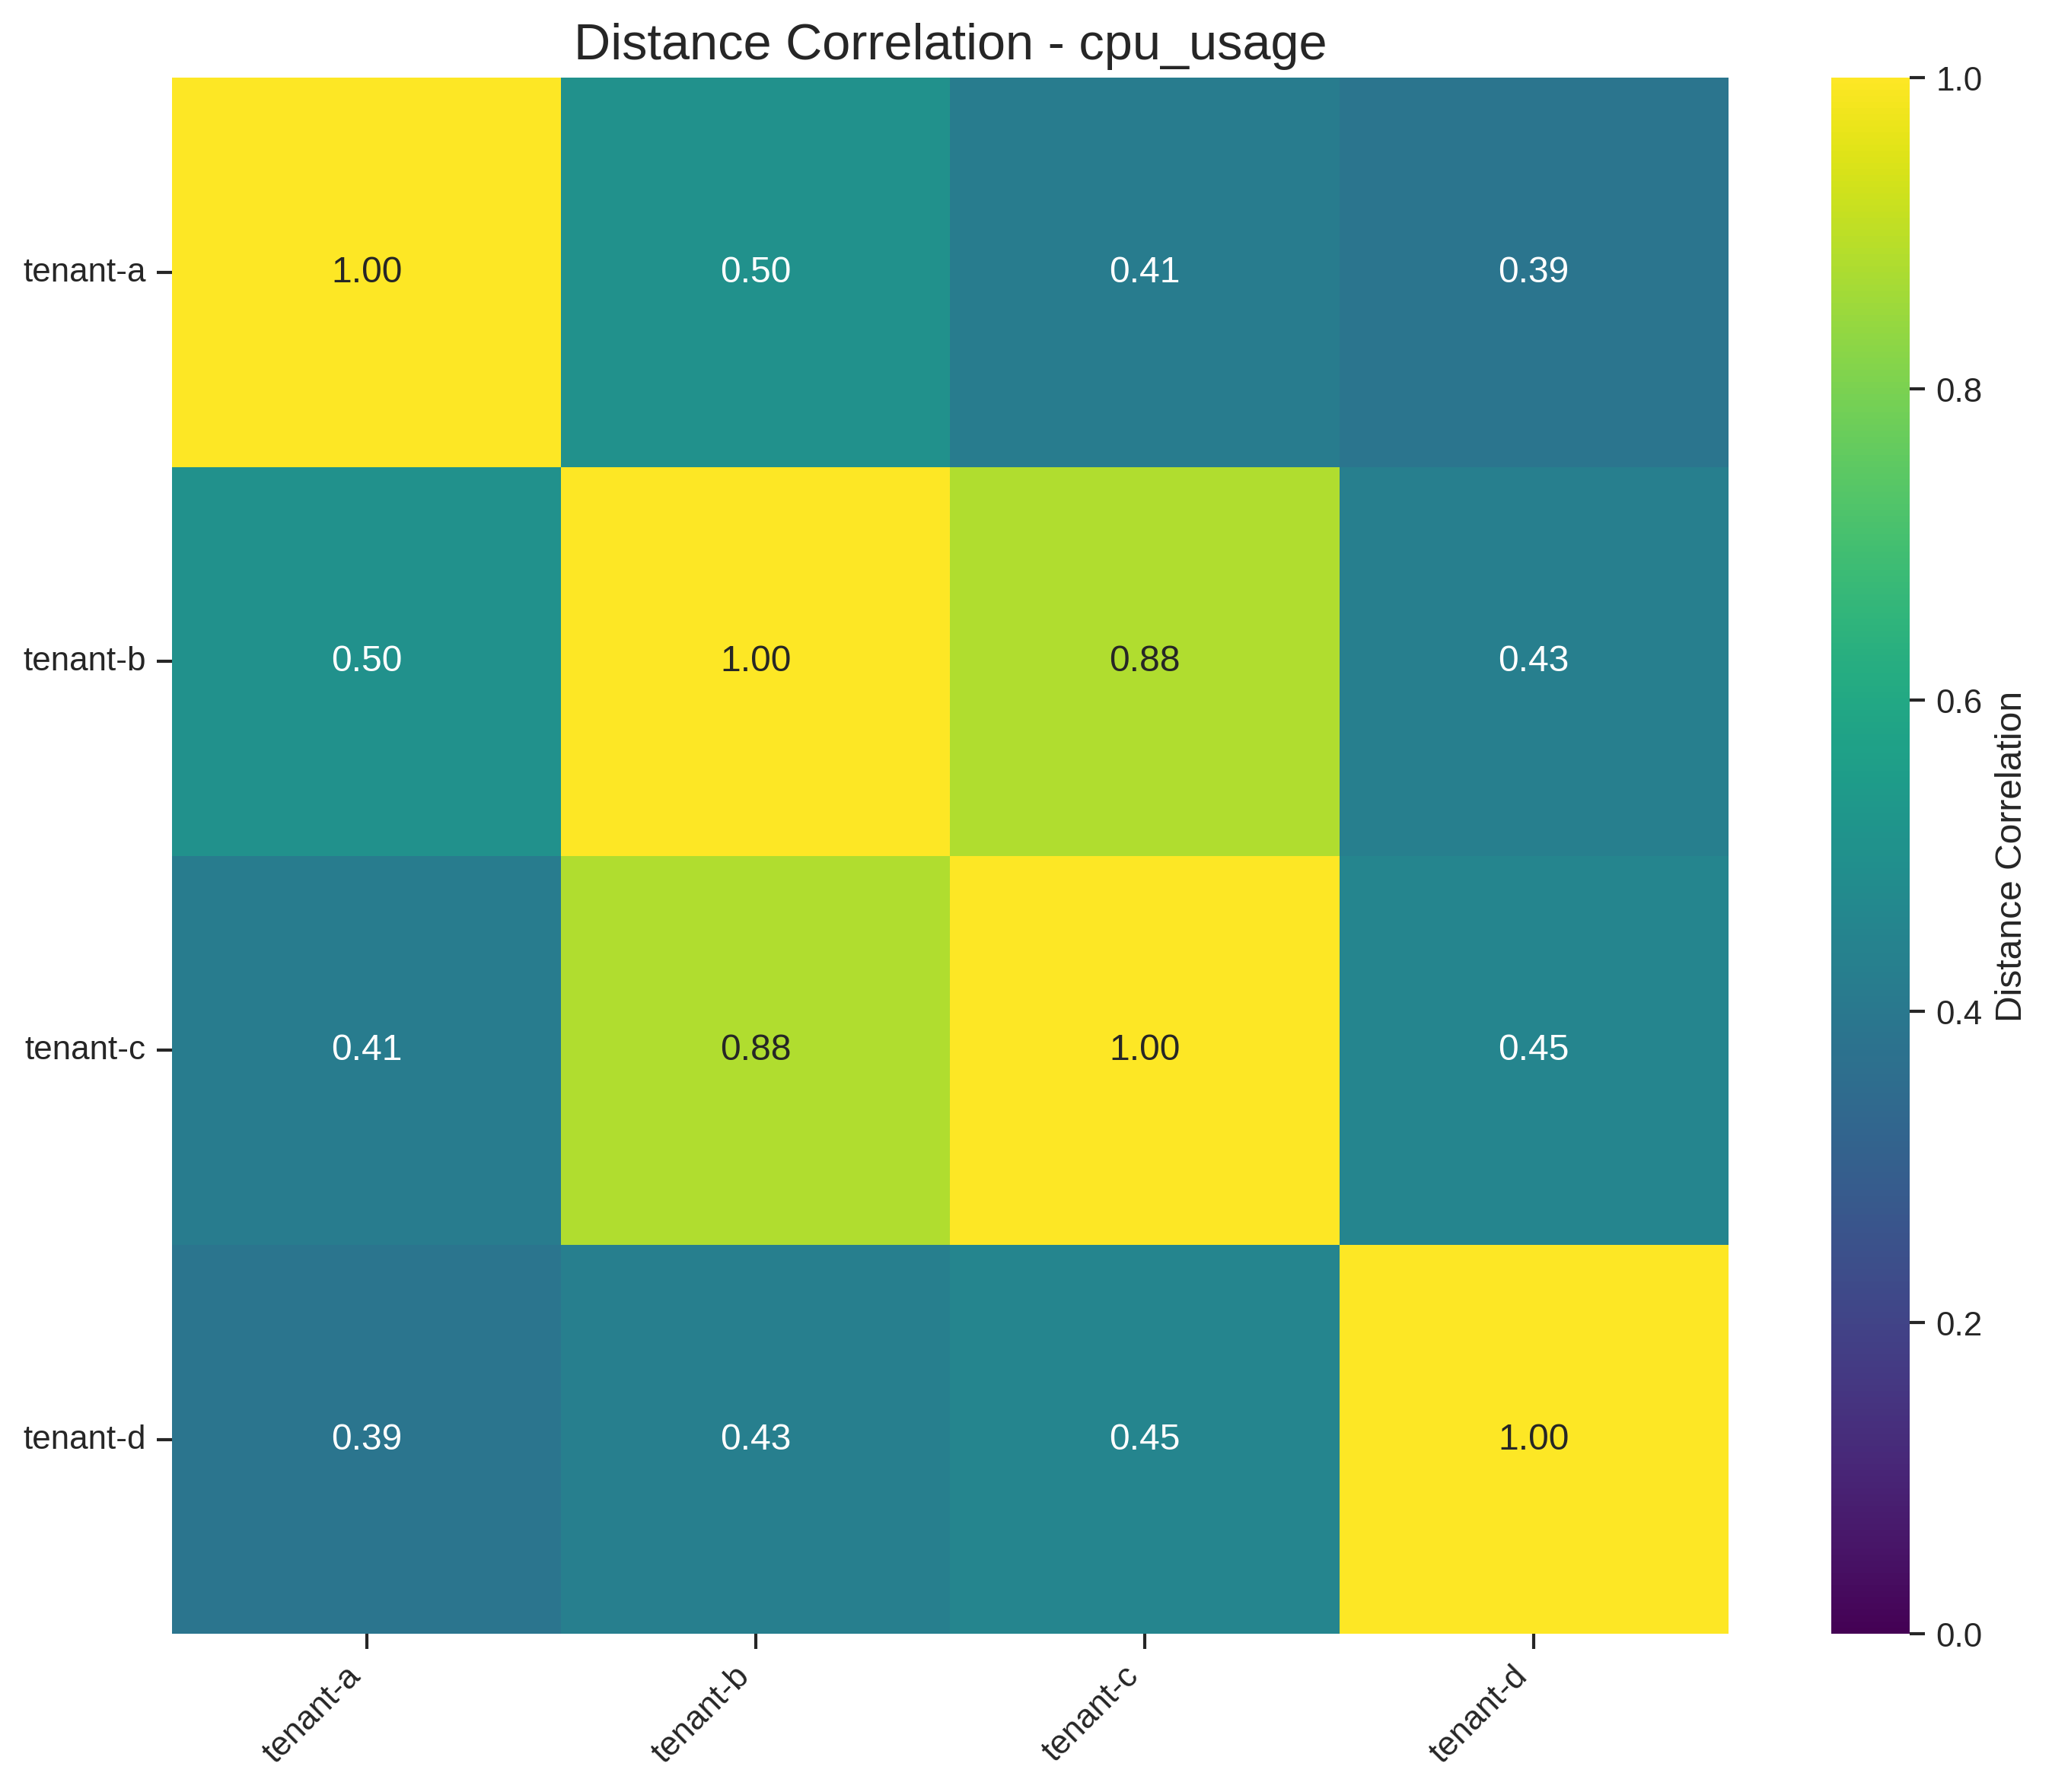 Distance Correlation - cpu_usage
tenant-a 1.00 0.50 0.41 0.39
tenant-b 0.50 1.00 0.88 0.43
tenant-c 0.41 0.88 1.00 0.45
tenant-d 0.39 0.43 0.45 1.00
tenant-a tenant-b tenant-c tenant-d
1.0
0.8
0.6
0.4
0.2
0.0
Distance Correlation